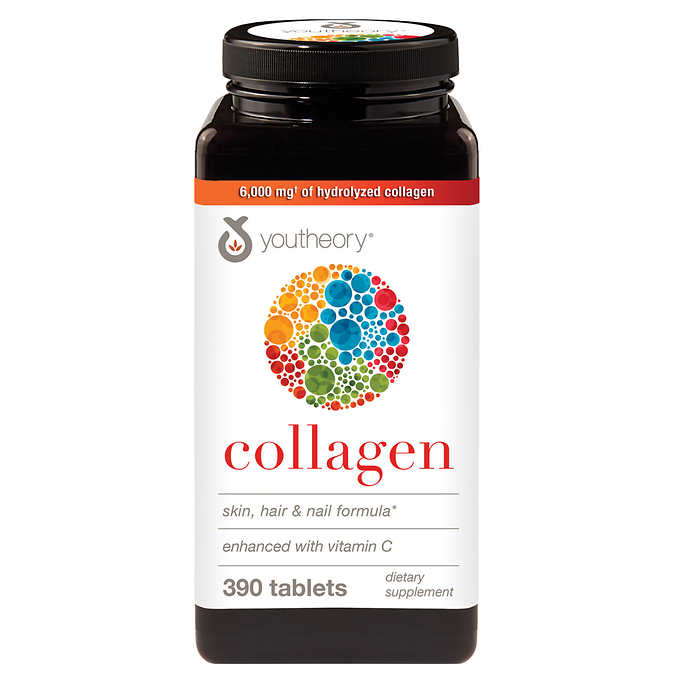 youtheory
6,000 mg† of hydrolyzed collagen
youtheory®
collagen
skin, hair & nail formula*
enhanced with vitamin C
390 tablets
dietary
supplement